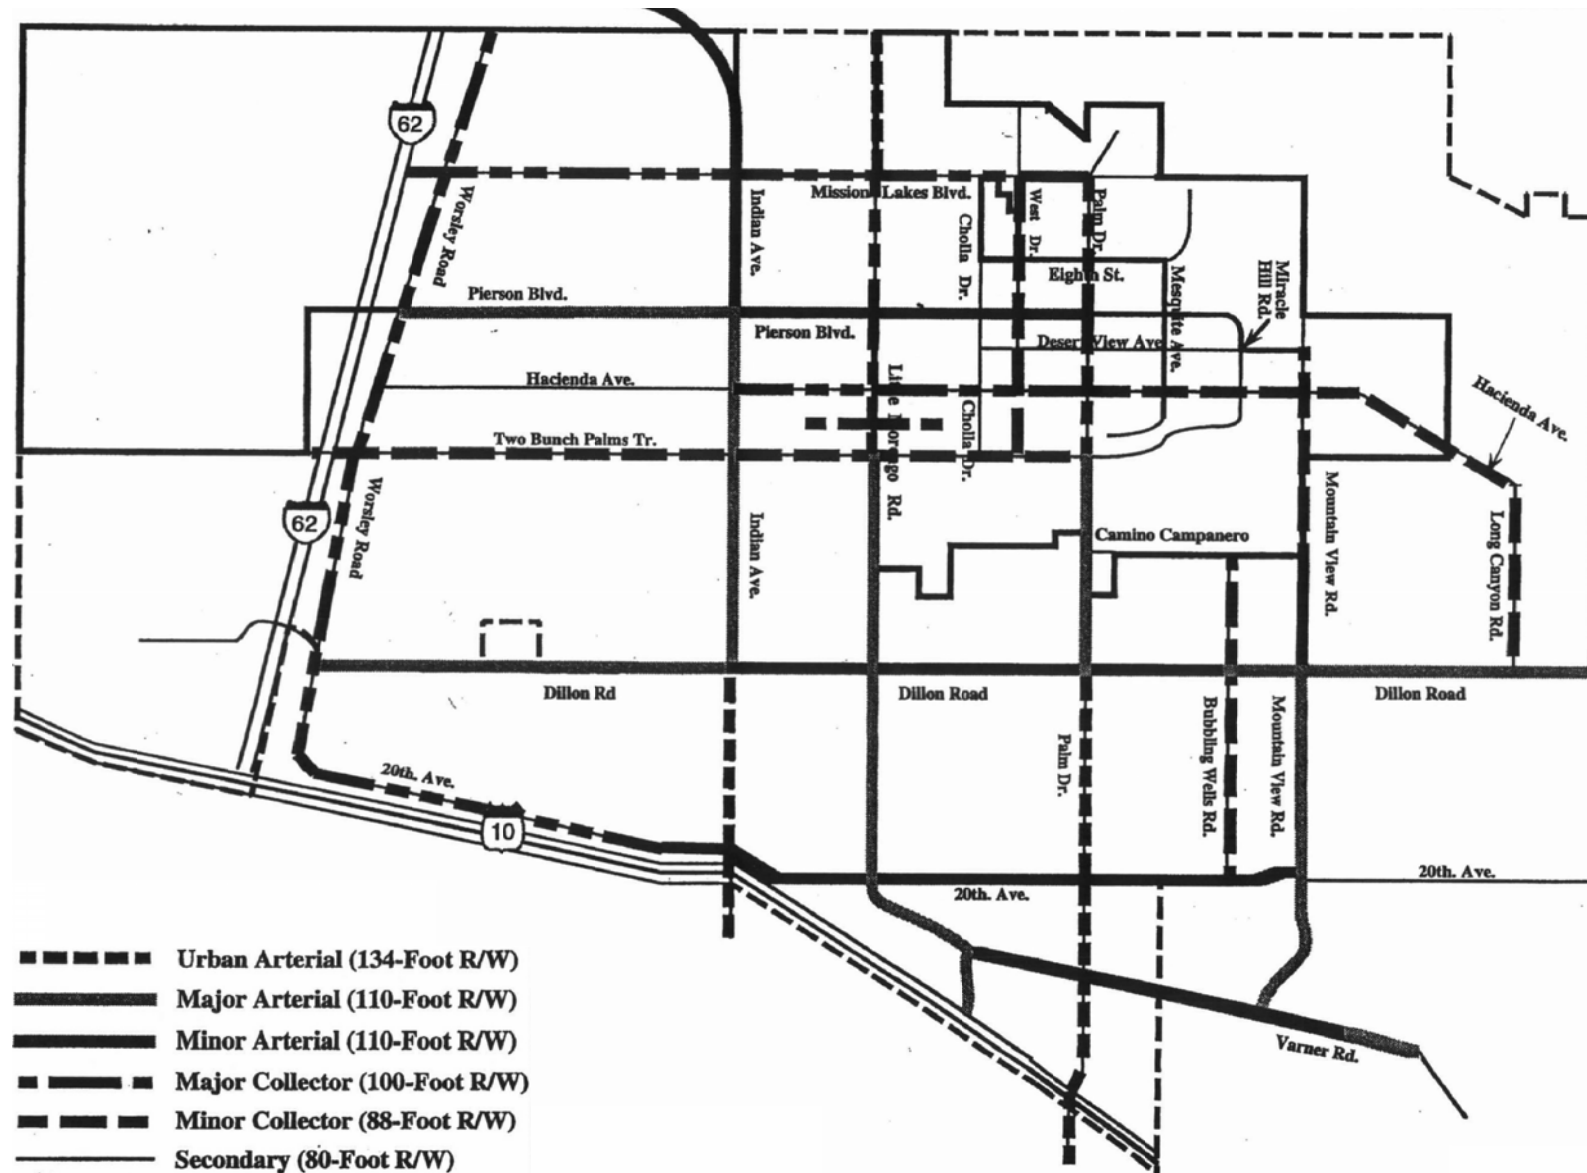 62
Mission Lakes Blvd.
Worsley Road
Indian Ave.
Cholla Dr.
West Dr.
Palm Dr.
Eighth St.
Mesquite Ave.
Miracle
Hill Rd.
Pierson Blvd.
Pierson Blvd.
Desert View Ave
Hacienda Ave.
Little Morongo Rd.
Cholla Dr.
Hacienda Ave.
Two Bunch Palms Tr.
62
Worsley Road
Indian Ave.
Camino Campanero
Mountain View Rd.
Long Canyon Rd.
Dillon Rd
Dillon Road
Dillon Road
Palm Dr.
Bubbling Wells Rd.
Mountain View Rd.
20th. Ave.
10
20th. Ave.
20th. Ave.
Varner Rd.
Urban Arterial (134-Foot R/W)
Major Arterial (110-Foot R/W)
Minor Arterial (110-Foot R/W)
Major Collector (100-Foot R/W)
Minor Collector (88-Foot R/W)
Secondary (80-Foot R/W)